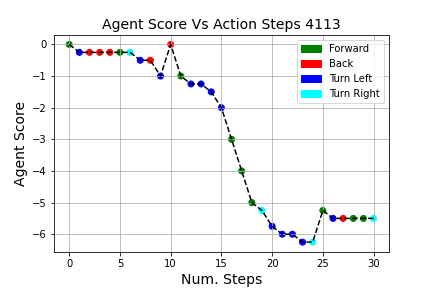 Agent Score Vs Action Steps 4113
Agent Score
0
−1
−2
−3
−4
−5
−6
Forward
Back
Turn Left
Turn Right
0 5 10 15 20 25 30
Num. Steps